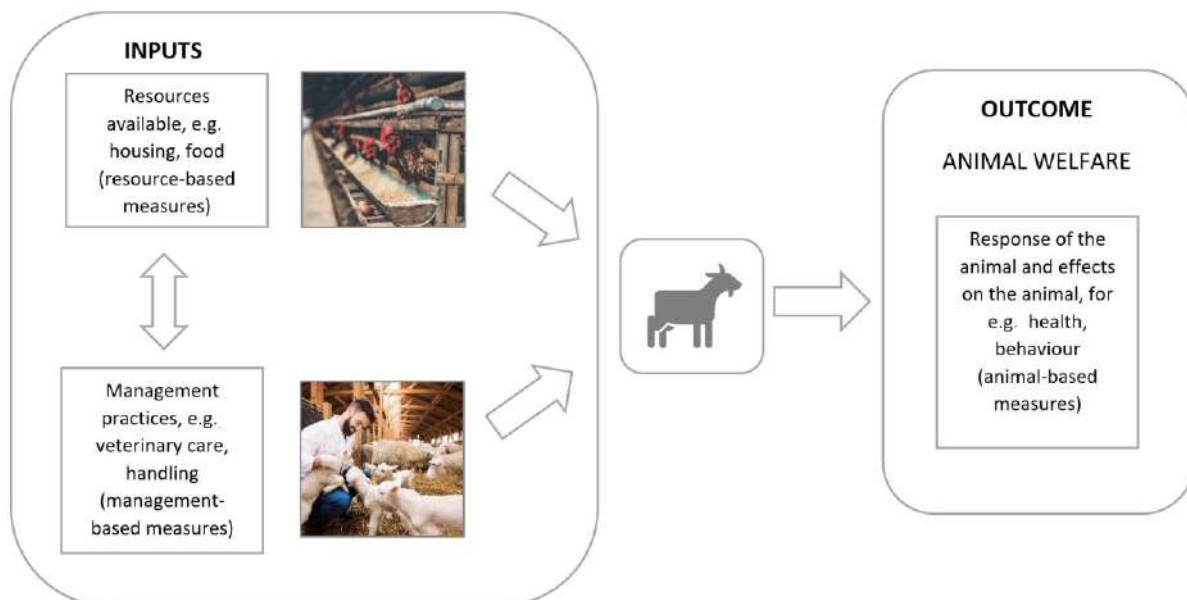 INPUTS
Resources
available, e.g.
housing, food
(resource-based
measures)
Management
practices, e.g.
veterinary care,
handling
(management-
based measures)
OUTCOME
ANIMAL WELFARE
Response of the
animal and effects
on the animal, for
e.g. health,
behaviour
(animal-based
measures)